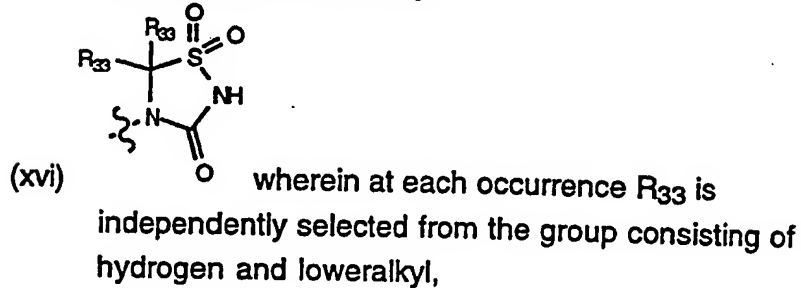 R33 O
R33 S O
N NH
O
(xvi) wherein at each occurrence R33 is
independently selected from the group consisting of
hydrogen and loweralkyl,